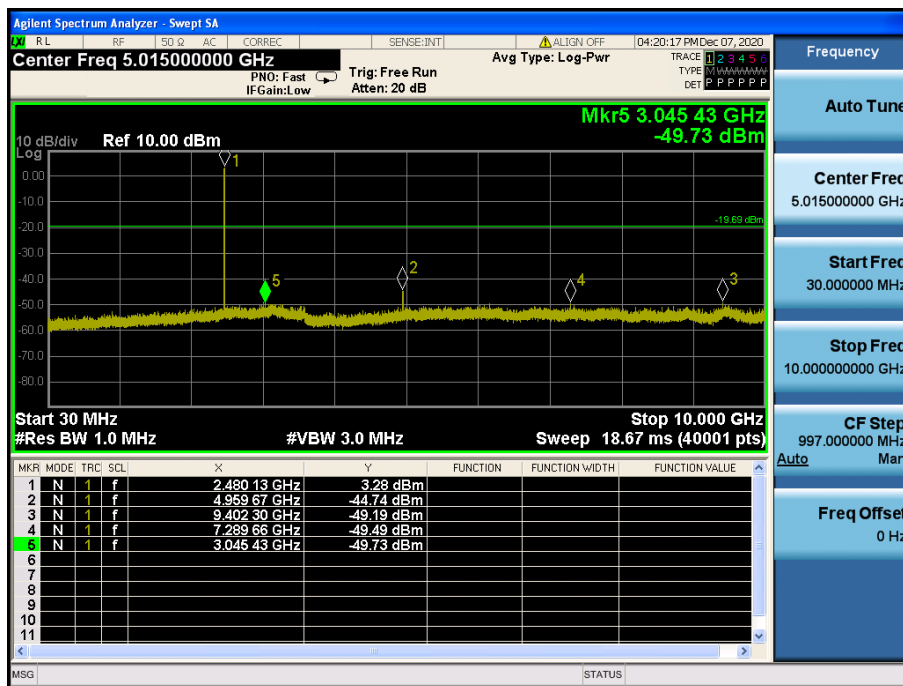 Agilent Spectrum Analyzer - Swept SA
LXI RL RF 50 Ω AC CORREC SENSE:INT ALIGN OFF 04:20:17 PM Dec 07, 2020
Center Freq 5.015000000 GHz
PNO: Fast
IFGain:Low
Trig: Free Run
Atten: 20 dB
Avg Type: Log-Pwr
TRACE 1 2 3 4 5 6
TYPE M W W W W W
DET P P P P P P
Mkr5 3.045 43 GHz
-49.73 dBm
10 dB/div Ref 10.00 dBm
Log
0.00
-10.0
-20.0
-30.0
-40.0
-50.0
-60.0
-70.0
-80.0
-19.69 dBm
1
5
2
4
3
Start 30 MHz Stop 10.000 GHz
#Res BW 1.0 MHz #VBW 3.0 MHz Sweep 18.67 ms (40001 pts)
MKR MODE TRC SCL X Y FUNCTION FUNCTION WIDTH FUNCTION VALUE
1 N 1 f 2.480 13 GHz 3.28 dBm
2 N 1 f 4.959 67 GHz -44.74 dBm
3 N 1 f 9.402 30 GHz -49.19 dBm
4 N 1 f 7.289 66 GHz -49.49 dBm
5 N 1 f 3.045 43 GHz -49.73 dBm
6
7
8
9
10
11
MSG STATUS
Frequency
Auto Tune
Center Freq
5.015000000 GHz
Start Freq
30.000000 MHz
Stop Freq
10.000000000 GHz
CF Step
997.000000 MHz
Auto Man
Freq Offset
0 Hz